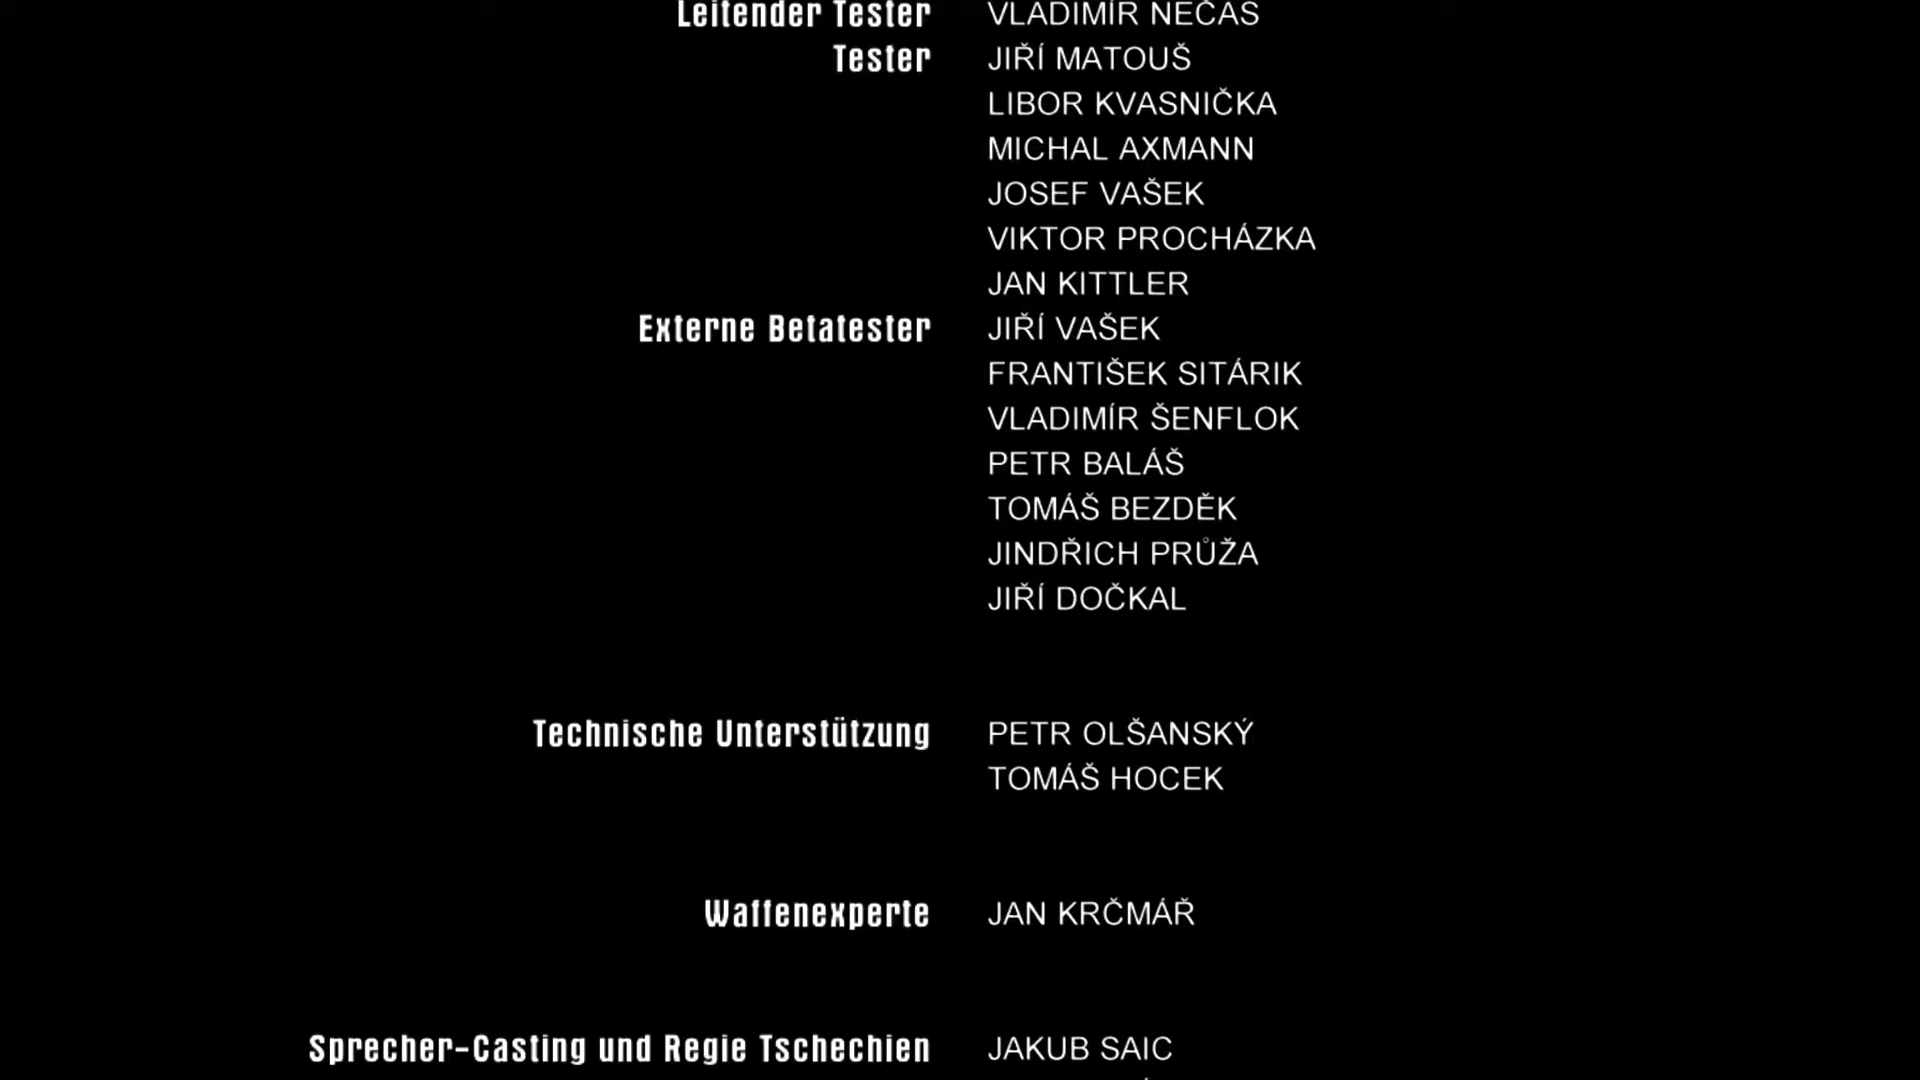 Leitender Tester VLADIMÍR NEČAS
Tester JIŘÍ MATOUŠ
LIBOR KVASNIČKA
MICHAL AXMANN
JOSEF VAŠEK
VIKTOR PROCHÁZKA
JAN KITTLER
Externe Betatester JIŘÍ VAŠEK
FRANTIŠEK SITÁRIK
VLADIMÍR ŠENFLOK
PETR BALÁŠ
TOMÁŠ BEZDĚK
JINDŘICH PRŮŽA
JIŘÍ DOČKAL
Technische Unterstützung PETR OLŠANSKÝ
TOMÁŠ HOCEK
Waffenexperte JAN KRČMÁŘ
Sprecher-Casting und Regie Tschechien JAKUB SAIC